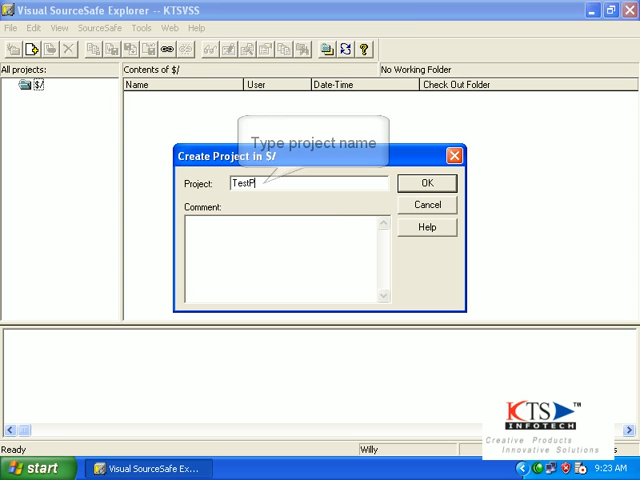 Visual SourceSafe Explorer -- KTSVSS
File Edit View SourceSafe Tools Web Help
All projects:
Contents of $/
No Working Folder
$/
Name User Date-Time Check Out Folder
Type project name
Create Project in $/
Project: TestP
OK
Comment:
Cancel
Help
KTS TM
INFOTECH
Creative Products
Innovative Solutions
Ready
Willy
start
Visual SourceSafe Ex...
9:23 AM